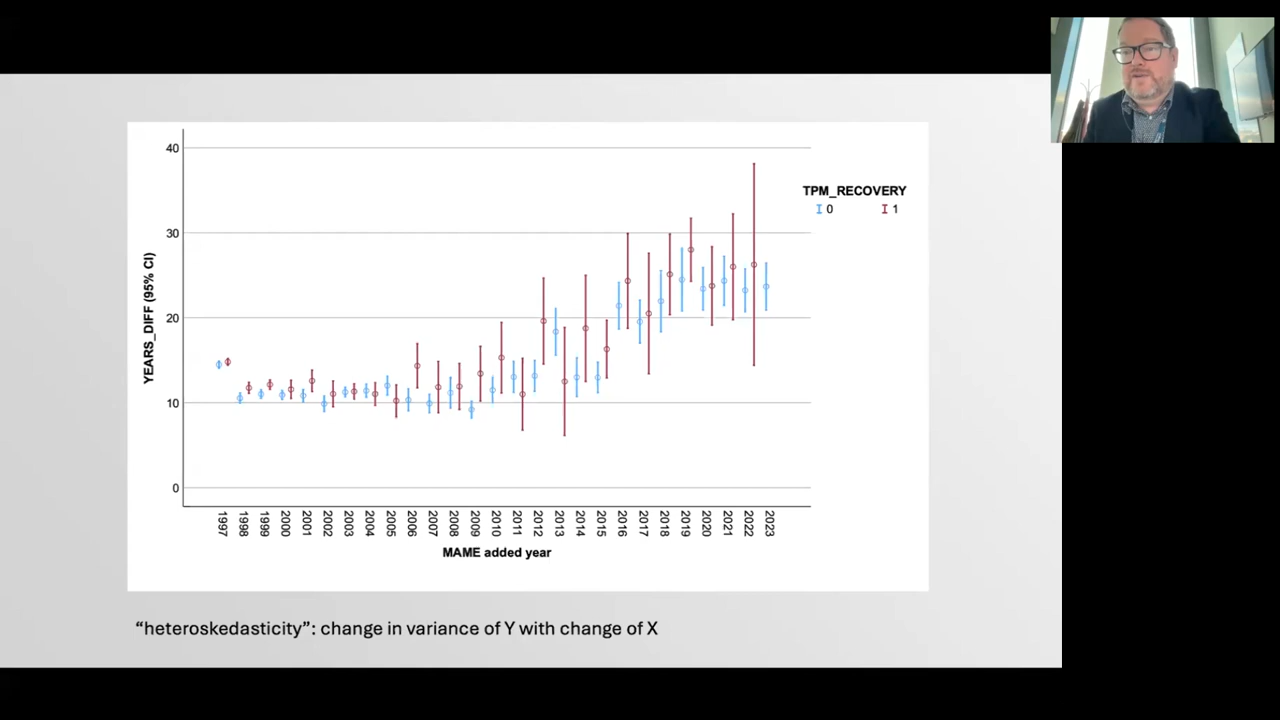 40
30
20
10
0
YEARS_DIFF (95% CI)
TPM_RECOVERY
0 1
1997 1998 1999 2000 2001 2002 2003 2004 2005 2006 2007 2008 2009 2010 2011 2012 2013 2014 2015 2016 2017 2018 2019 2020 2021 2022 2023
MAME added year
“heteroskedasticity”: change in variance of Y with change of X